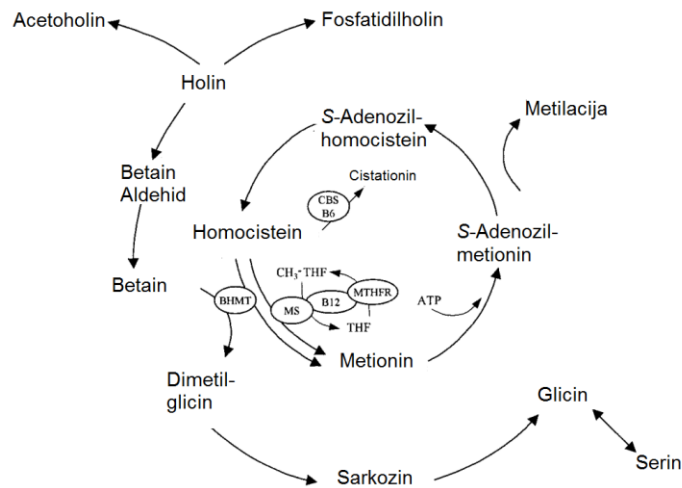 Acetoholin
Fosfatidilholin
Holin
S-Adenozil-
homocistein
Metilacija
Betain
Aldehid
Cistationin
CBS
B6
Homocistein
S-Adenozil-
metionin
Betain
BHMT
CH₃-THF
MTHFR
B12
MS
THF
ATP
Metionin
Dimetil-
glicin
Glicin
Sarkozin
Serin